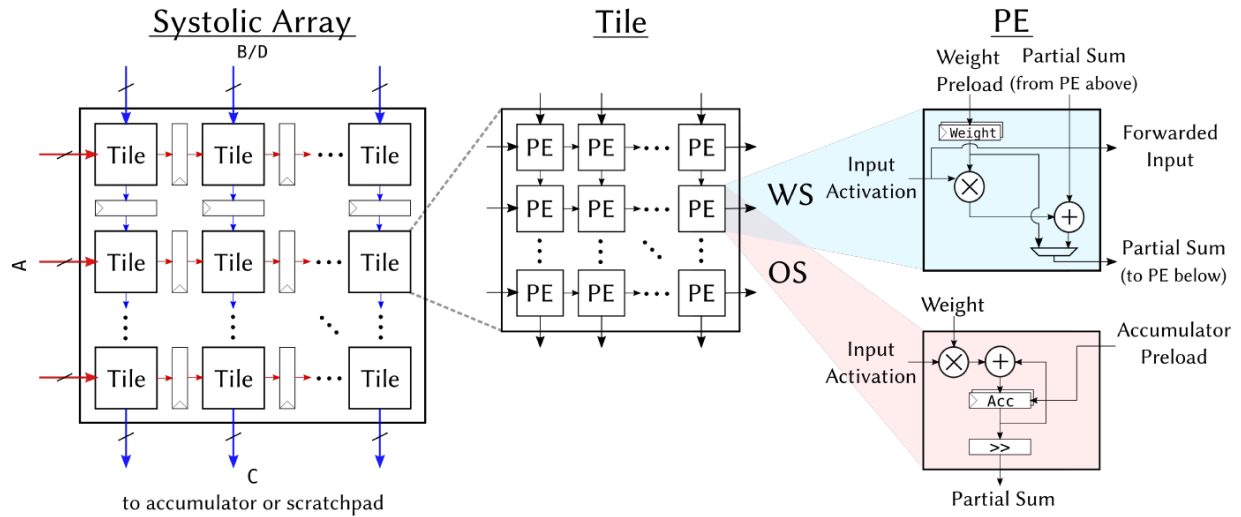 Systolic Array
B/D
Tile
Tile
Tile
Tile
Tile
Tile
Tile
Tile
Tile
A
C
to accumulator or scratchpad
Tile
PE
PE
PE
PE
PE
PE
PE
PE
PE
WS
OS
PE
Weight
Preload
Partial Sum
(from PE above)
Weight
Input
Activation
Forwarded
Input
Partial Sum
(to PE below)
Weight
Input
Activation
Accumulator
Preload
Acc
>>
Partial Sum